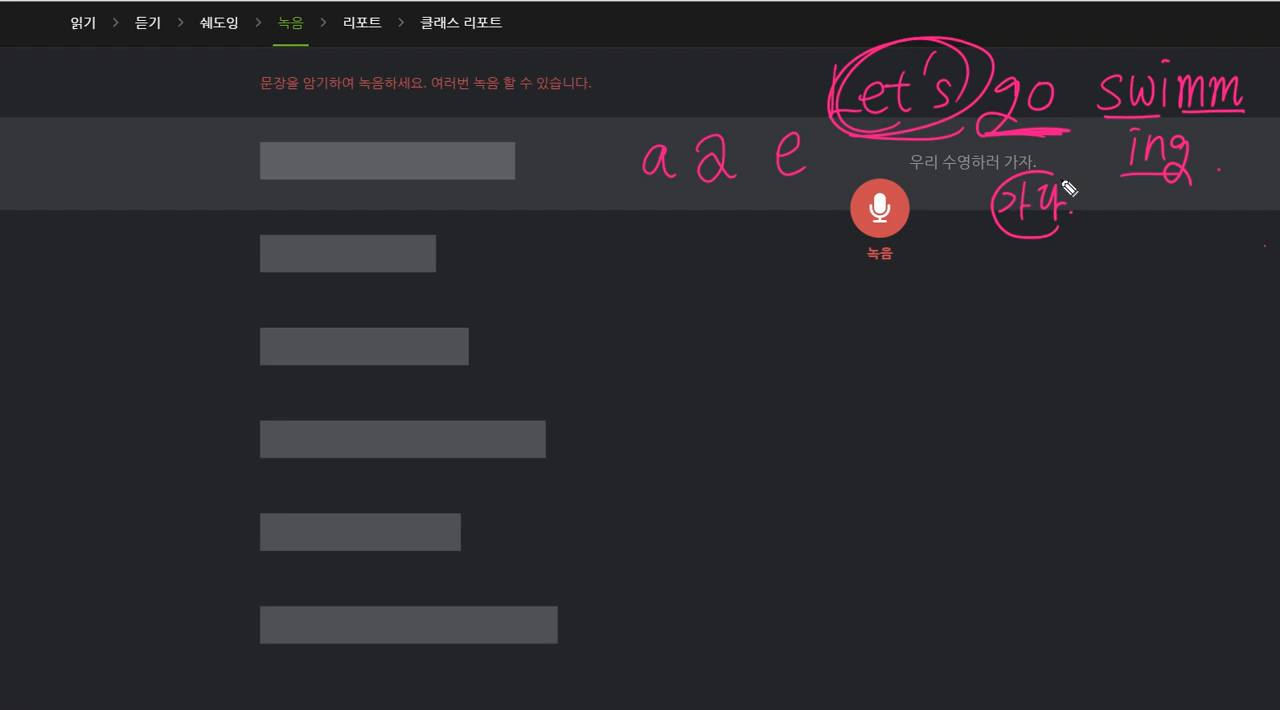 읽기 > 듣기 > 쉐도잉 > 녹음 > 리포트 > 클래스 리포트
문장을 암기하여 녹음하세요. 여러번 녹음 할 수 있습니다.
Let's go swimm
ing.
a a e
우리 수영하러 가자.
가다.
녹음